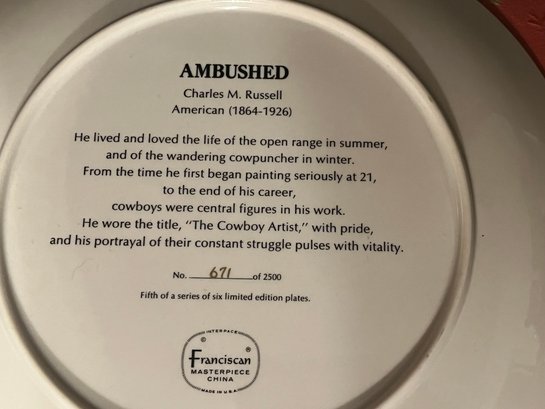 AMBUSHED
Charles M. Russell
American (1864-1926)
He lived and loved the life of the open range in summer,
and of the wandering cowpuncher in winter.
From the time he first began painting seriously at 21,
to the end of his career,
cowboys were central figures in his work.
He wore the title, "The Cowboy Artist," with pride,
and his portrayal of their constant struggle pulses with vitality.
No. 671 of 2500
Fifth of a series of six limited edition plates.
INTERPACE
©
Franciscan ®
MASTERPIECE
CHINA
MADE IN U.S.A.